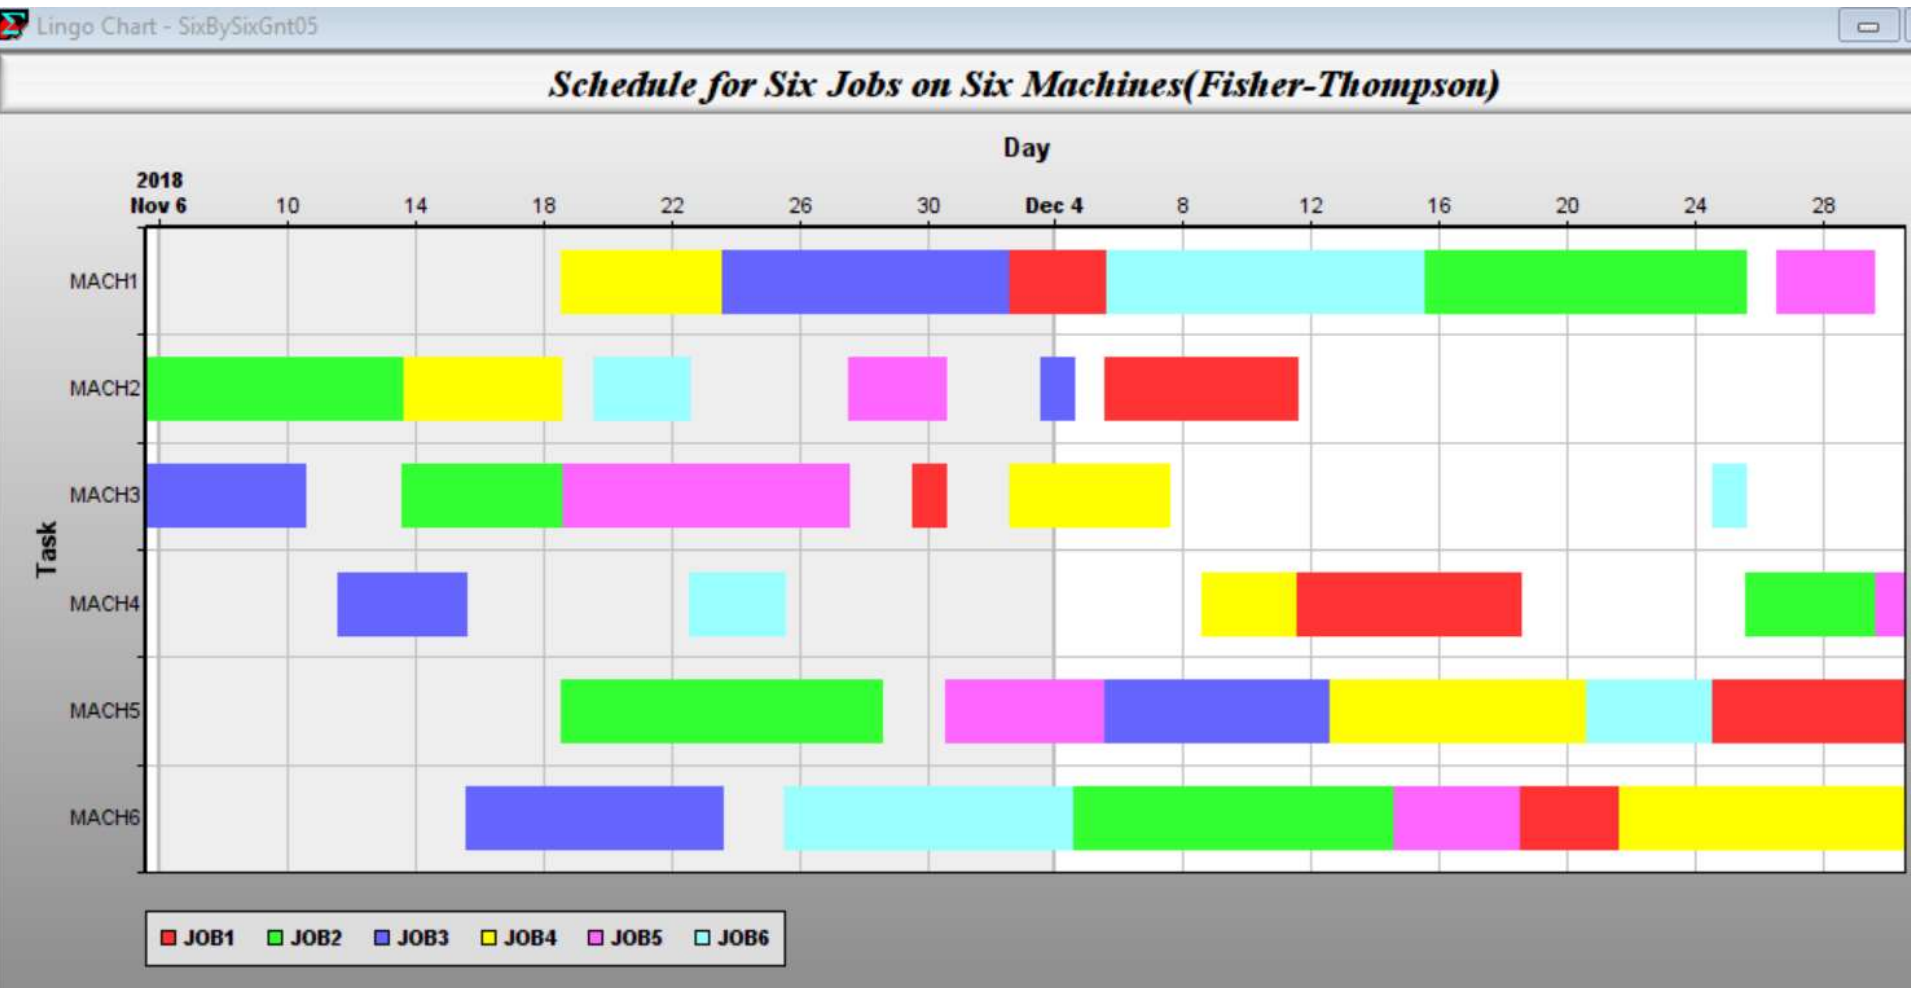 Lingo Chart - SixBySixGnt05
Schedule for Six Jobs on Six Machines(Fisher-Thompson)
Day
2018
Nov 6 10 14 18 22 26 30 Dec 4 8 12 16 20 24 28
MACH1
MACH2
MACH3
Task
MACH4
MACH5
MACH6
JOB1 JOB2 JOB3 JOB4 JOB5 JOB6